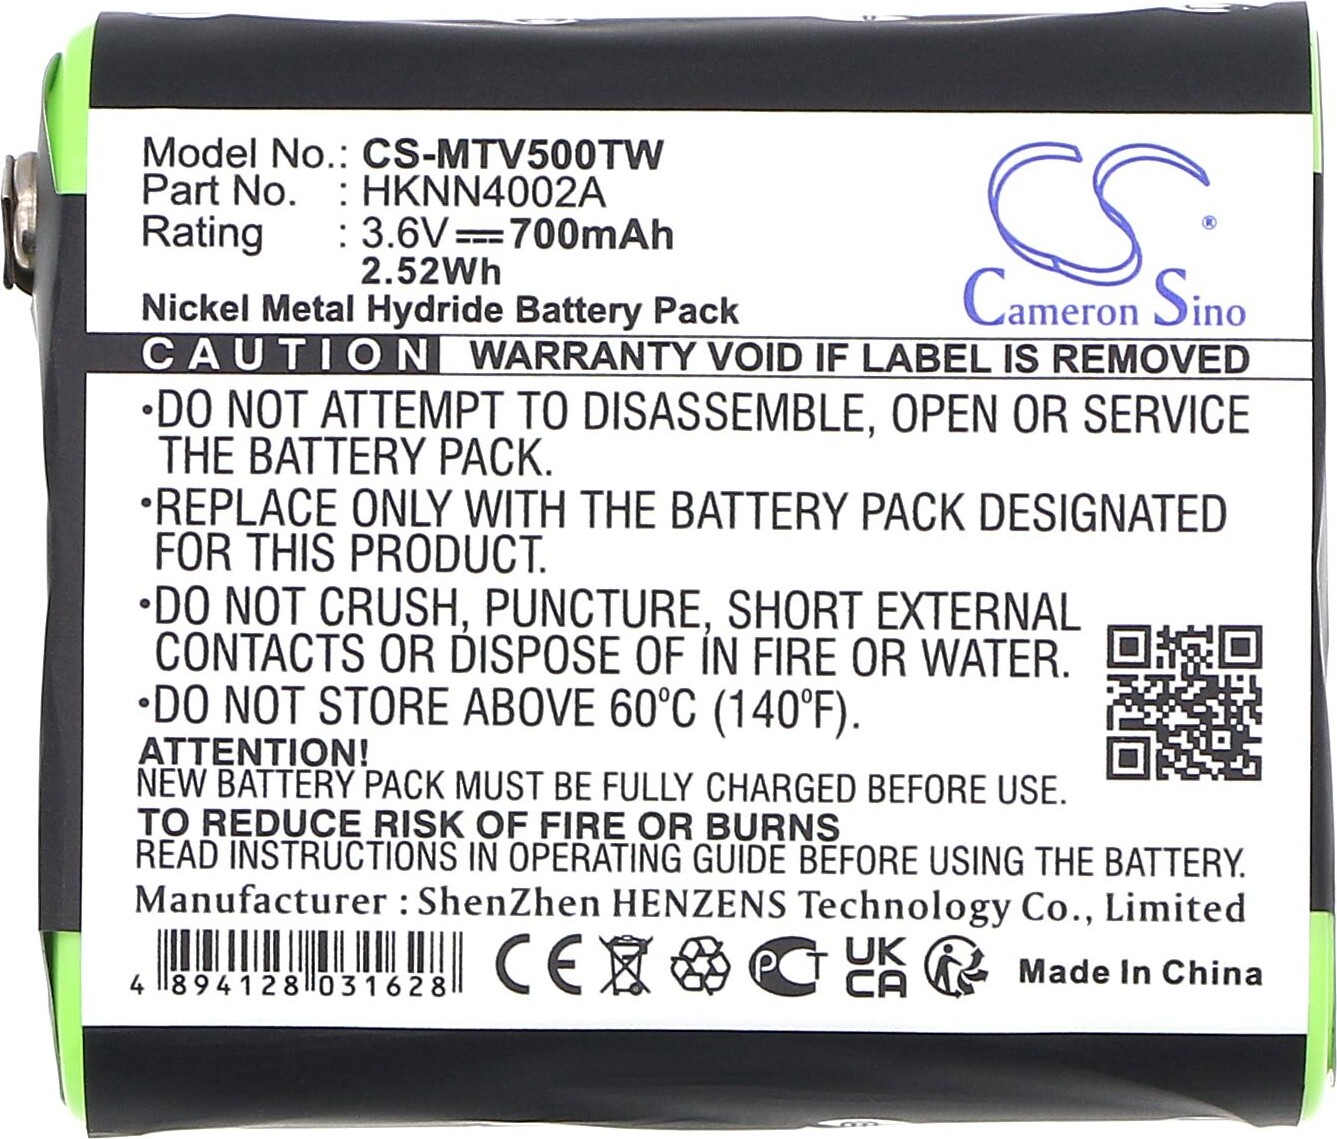 Model No.: CS-MTV500TW
Part No. : HKNN4002A
Rating : 3.6V⎓700mAh
2.52Wh
Nickel Metal Hydride Battery Pack
CS®
Cameron Sino
CAUTION WARRANTY VOID IF LABEL IS REMOVED
•DO NOT ATTEMPT TO DISASSEMBLE, OPEN OR SERVICE
THE BATTERY PACK.
•REPLACE ONLY WITH THE BATTERY PACK DESIGNATED
FOR THIS PRODUCT.
•DO NOT CRUSH, PUNCTURE, SHORT EXTERNAL
CONTACTS OR DISPOSE OF IN FIRE OR WATER.
•DO NOT STORE ABOVE 60°C (140°F).
ATTENTION!
NEW BATTERY PACK MUST BE FULLY CHARGED BEFORE USE.
TO REDUCE RISK OF FIRE OR BURNS
READ INSTRUCTIONS IN OPERATING GUIDE BEFORE USING THE BATTERY.
Manufacturer : ShenZhen HENZENS Technology Co., Limited
4 894128 031628 CE PCT UK CA Made In China